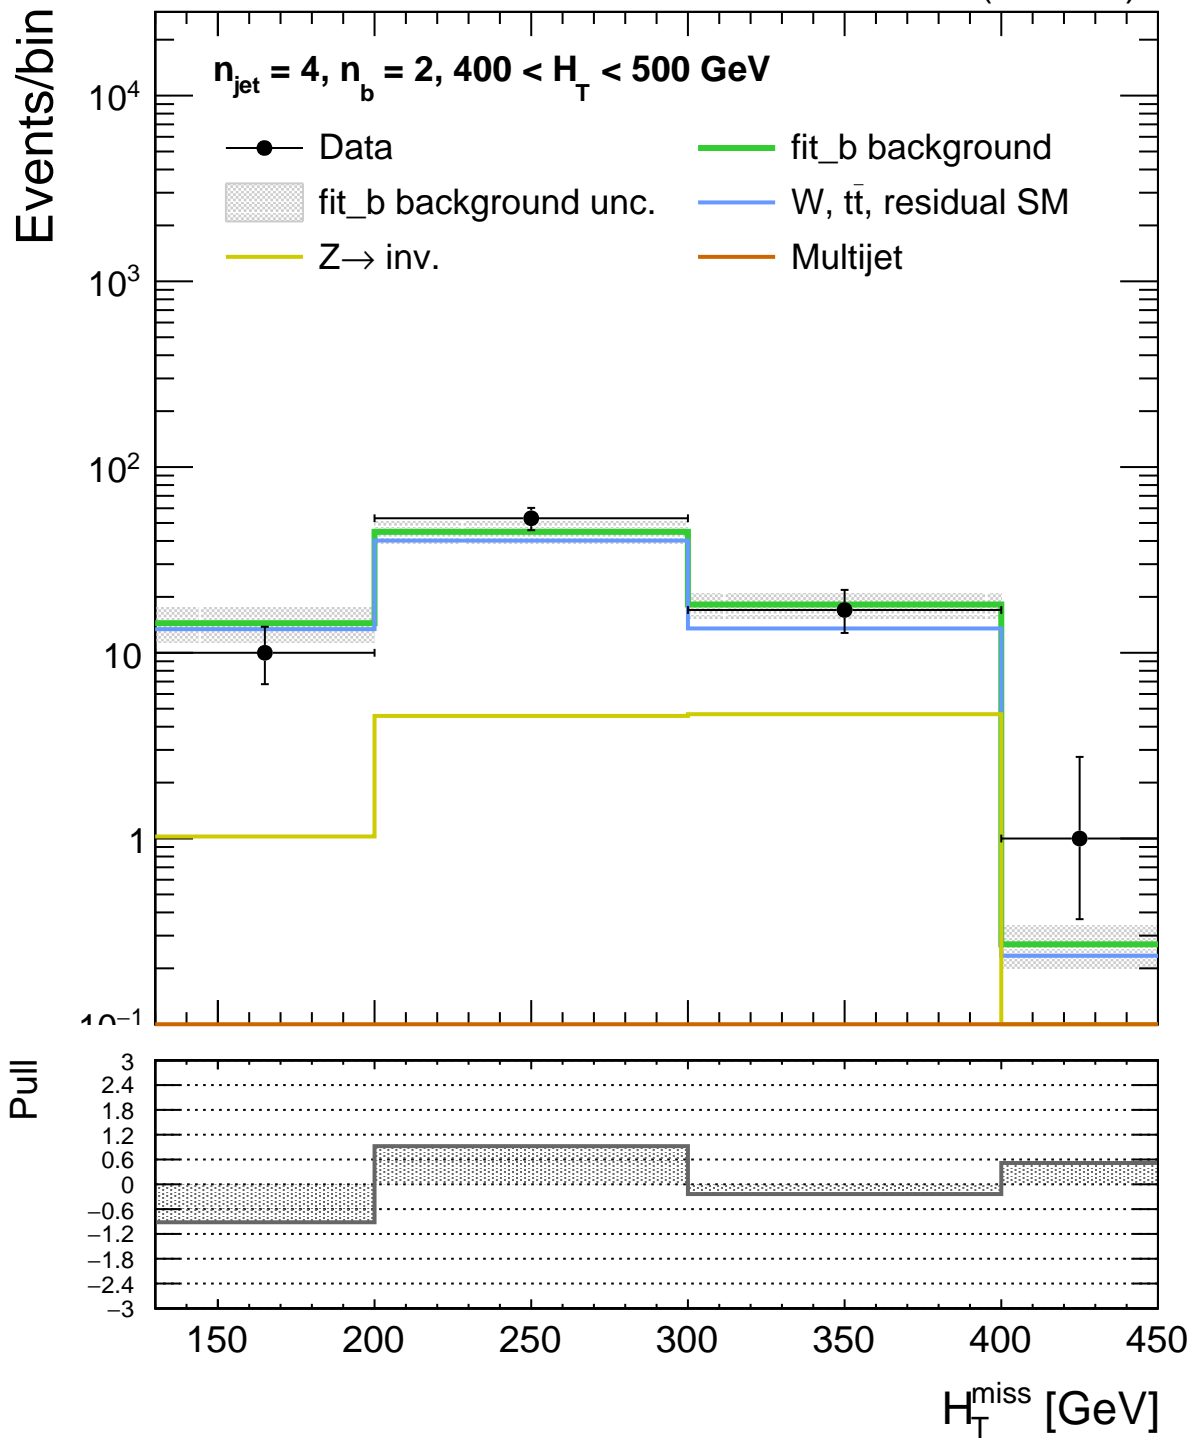 Events/bin
n_jet = 4, n_b = 2, 400 < H_T < 500 GeV
Data
fit_b background
fit_b background unc.
W, tt̄, residual SM
Z→ inv.
Multijet
10^4
10^3
10^2
10
1
10^−1
Pull
3
2.4
1.8
1.2
0.6
0
−0.6
−1.2
−1.8
−2.4
−3
150 200 250 300 350 400 450
H_T^miss [GeV]